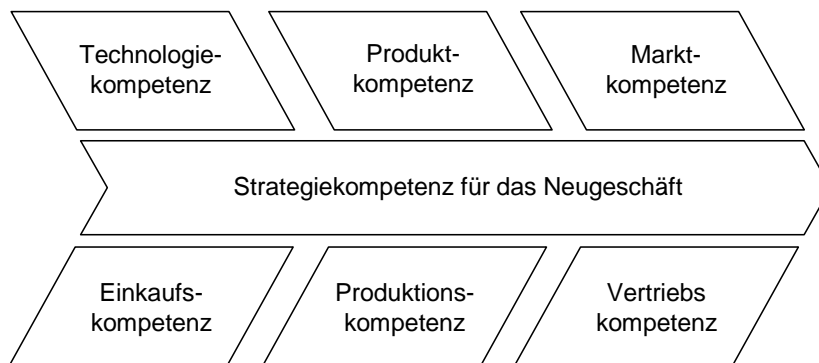 Technologie-
kompetenz
Produkt-
kompetenz
Markt-
kompetenz
Strategiekompetenz für das Neugeschäft
Einkaufs-
kompetenz
Produktions-
kompetenz
Vertriebs
kompetenz